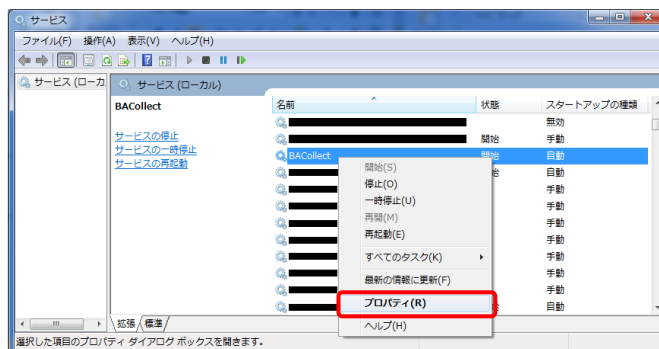 サービス
ファイル(F) 操作(A) 表示(V) ヘルプ(H)
サービス (ローカ
サービス (ローカル)
BACollect
サービスの停止
サービスの一時停止
サービスの再起動
名前 状態 スタートアップの種類
無効
開始 手動
BACollect 開始 自動
自動
手動
手動
手動
手動
手動
手動
手動
自動
開始(S)
停止(O)
一時停止(U)
再開(M)
再起動(E)
すべてのタスク(K)
最新の情報に更新(F)
プロパティ(R)
ヘルプ(H)
拡張 標準
選択した項目のプロパティ ダイアログ ボックスを開きます。